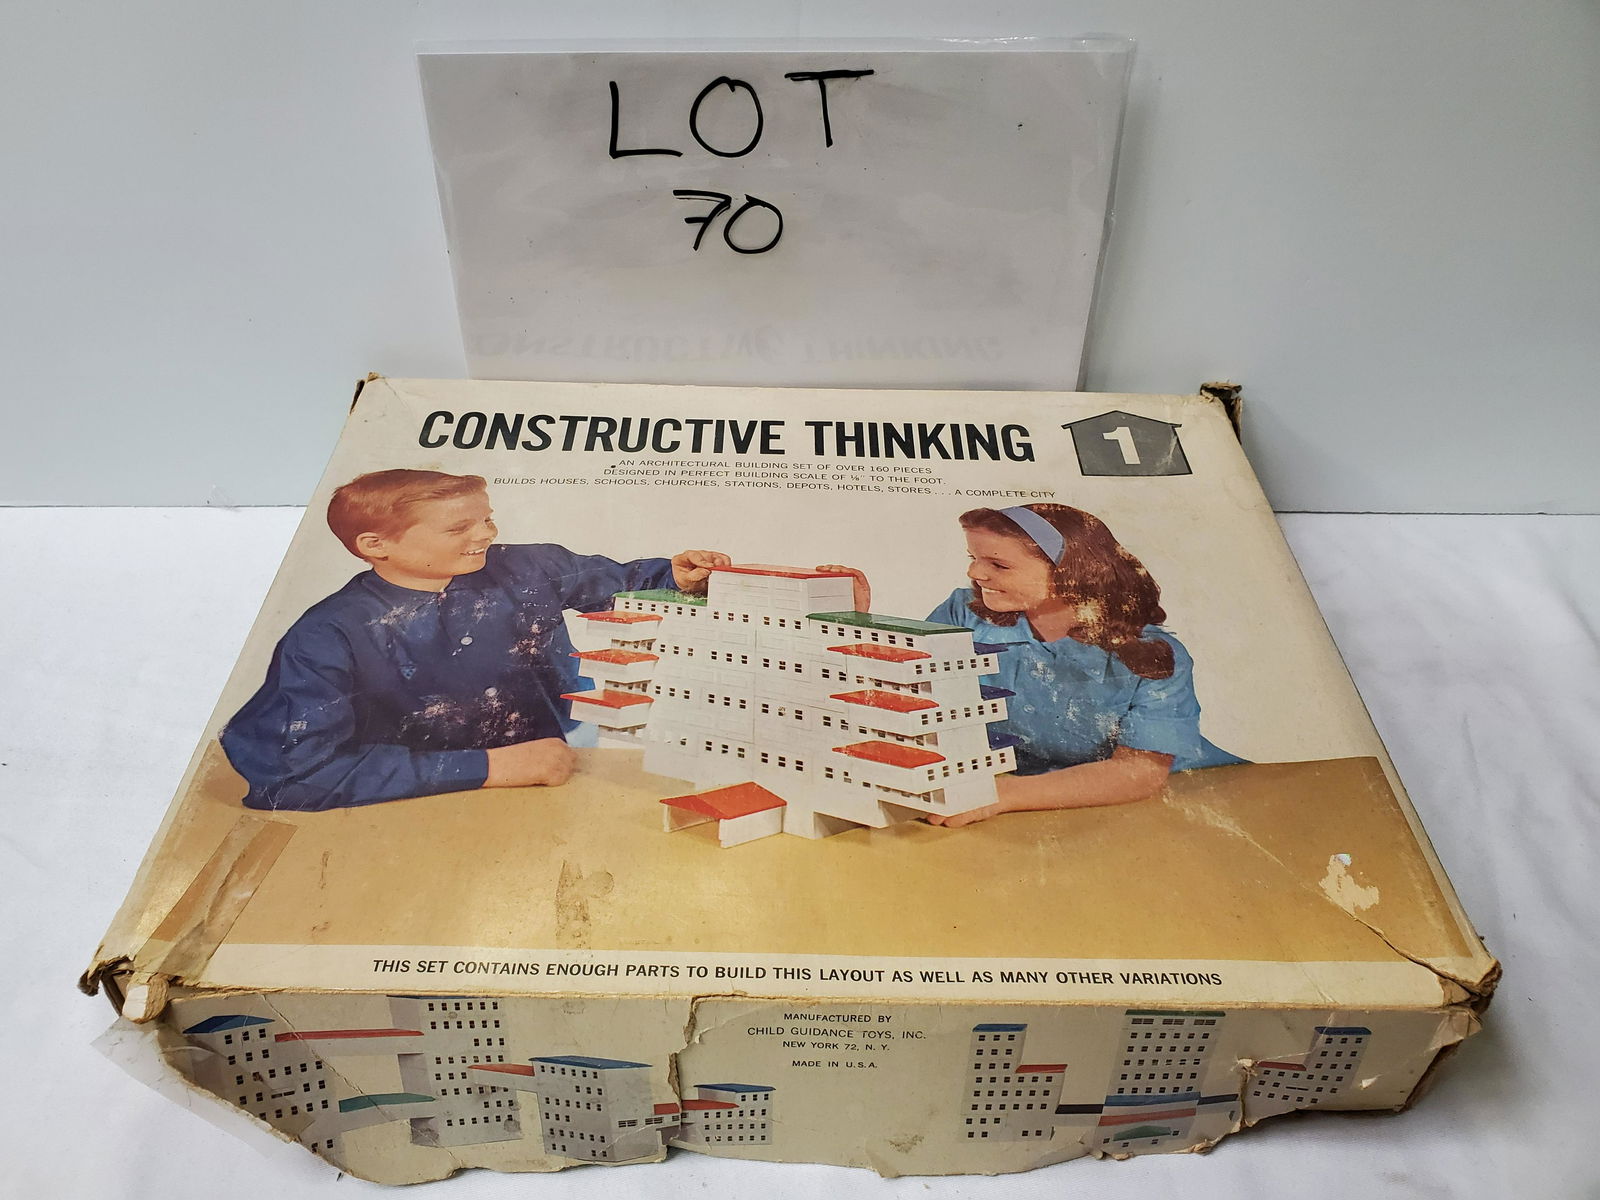 LOT
70
CONSTRUCTIVE THINKING
1
AN ARCHITECTURAL BUILDING SET OF OVER 160 PIECES
DESIGNED IN PERFECT BUILDING SCALE OF ⅛" TO THE FOOT.
BUILDS HOUSES, SCHOOLS, CHURCHES, STATIONS, DEPOTS, HOTELS, STORES . . . A COMPLETE CITY
THIS SET CONTAINS ENOUGH PARTS TO BUILD THIS LAYOUT AS WELL AS MANY OTHER VARIATIONS
MANUFACTURED BY
CHILD GUIDANCE TOYS, INC.
NEW YORK 72, N. Y.
MADE IN U.S.A.